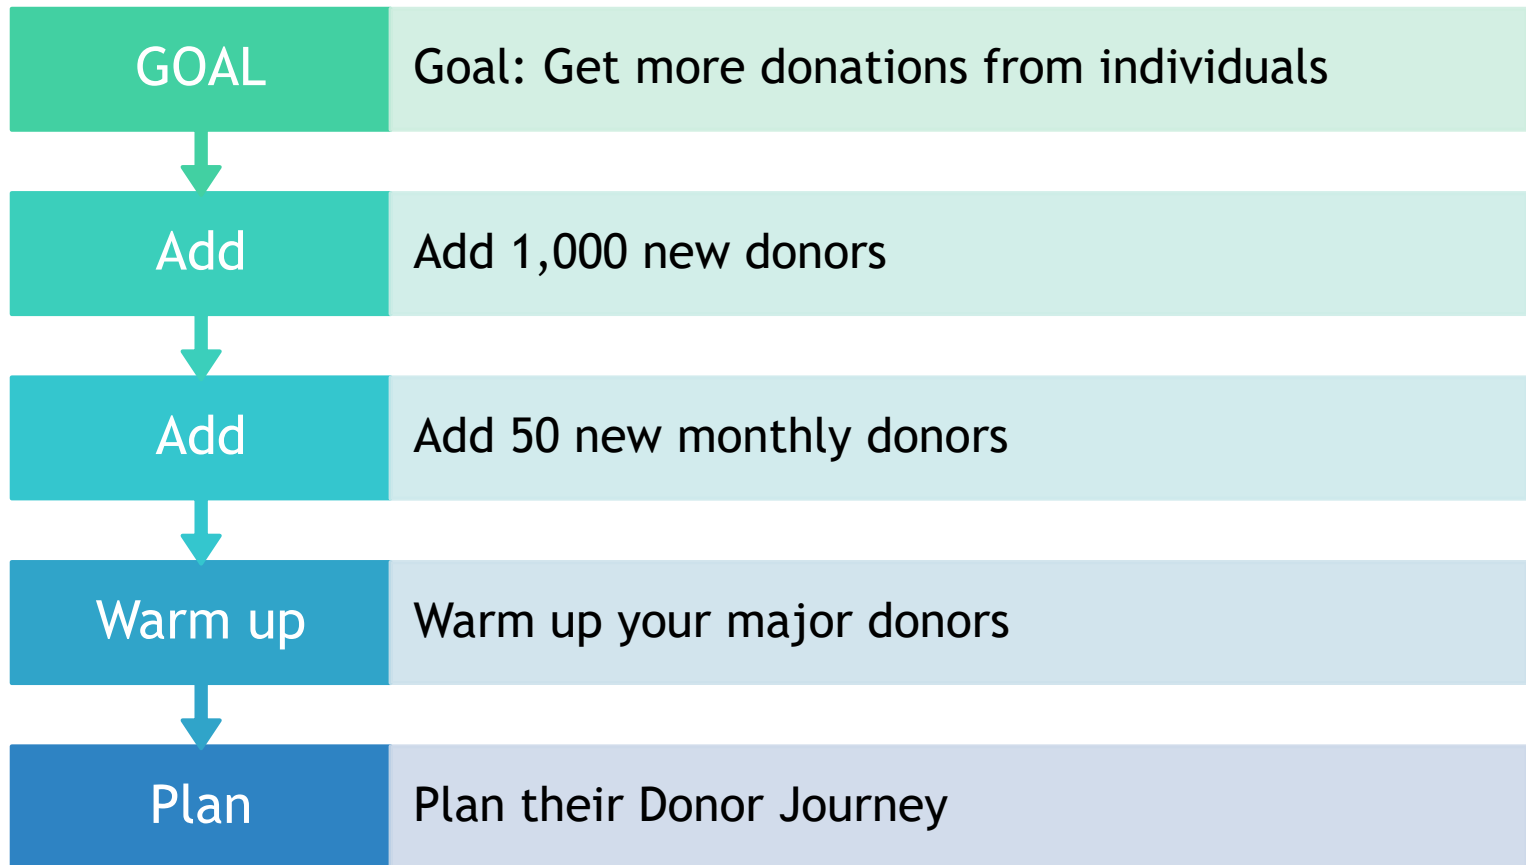 GOAL
Goal: Get more donations from individuals
Add
Add 1,000 new donors
Add
Add 50 new monthly donors
Warm up
Warm up your major donors
Plan
Plan their Donor Journey